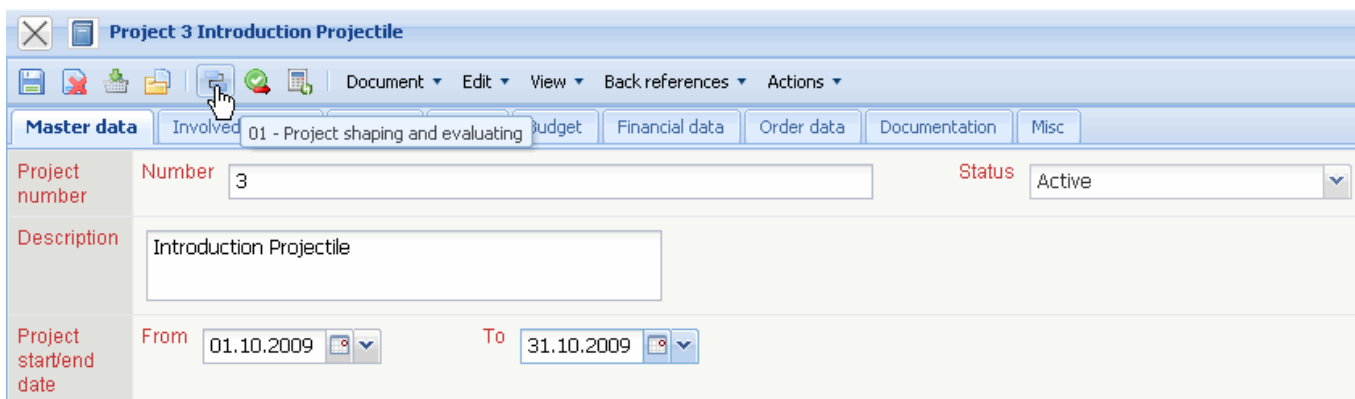 Project 3 Introduction Projectile
Document Edit View Back references Actions
Master data Involved Budget Financial data Order data Documentation Misc
01 - Project shaping and evaluating
Project number
Number 3 Status Active
Description
Introduction Projectile
Project start/end date
From 01.10.2009 To 31.10.2009